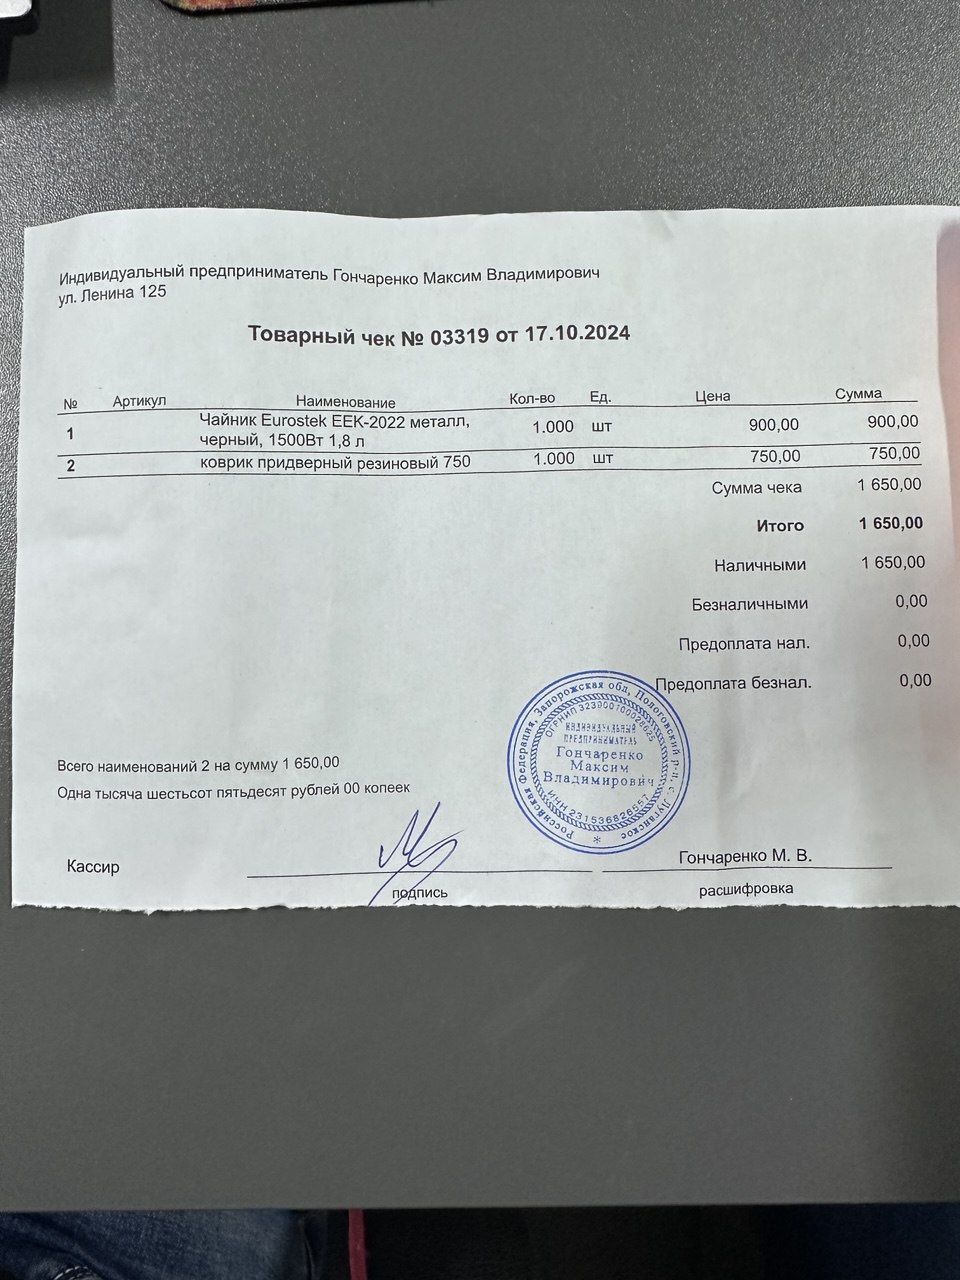 Индивидуальный предприниматель Гончаренко Максим Владимирович
ул. Ленина 125
Товарный чек № 03319 от 17.10.2024
№ Артикул Наименование Кол-во Ед. Цена Сумма
1 Чайник Eurostek EEK-2022 металл, черный, 1500Вт 1,8 л 1.000 шт 900,00 900,00
2 коврик придверный резиновый 750 1.000 шт 750,00 750,00
Сумма чека 1 650,00
Итого 1 650,00
Наличными 1 650,00
Безналичными 0,00
Предоплата нал. 0,00
Предоплата безнал. 0,00
Российская Федерация, Запорожская обл, Пологовский р-н, с. Луганское
ОГРНИП 323900700028625
ИНДИВИДУАЛЬНЫЙ
ПРЕДПРИНИМАТЕЛЬ
Гончаренко
Максим
Владимирович
ИНН 231536826557
Всего наименований 2 на сумму 1 650,00
Одна тысяча шестьсот пятьдесят рублей 00 копеек
Кассир Гончаренко М. В.
подпись расшифровка